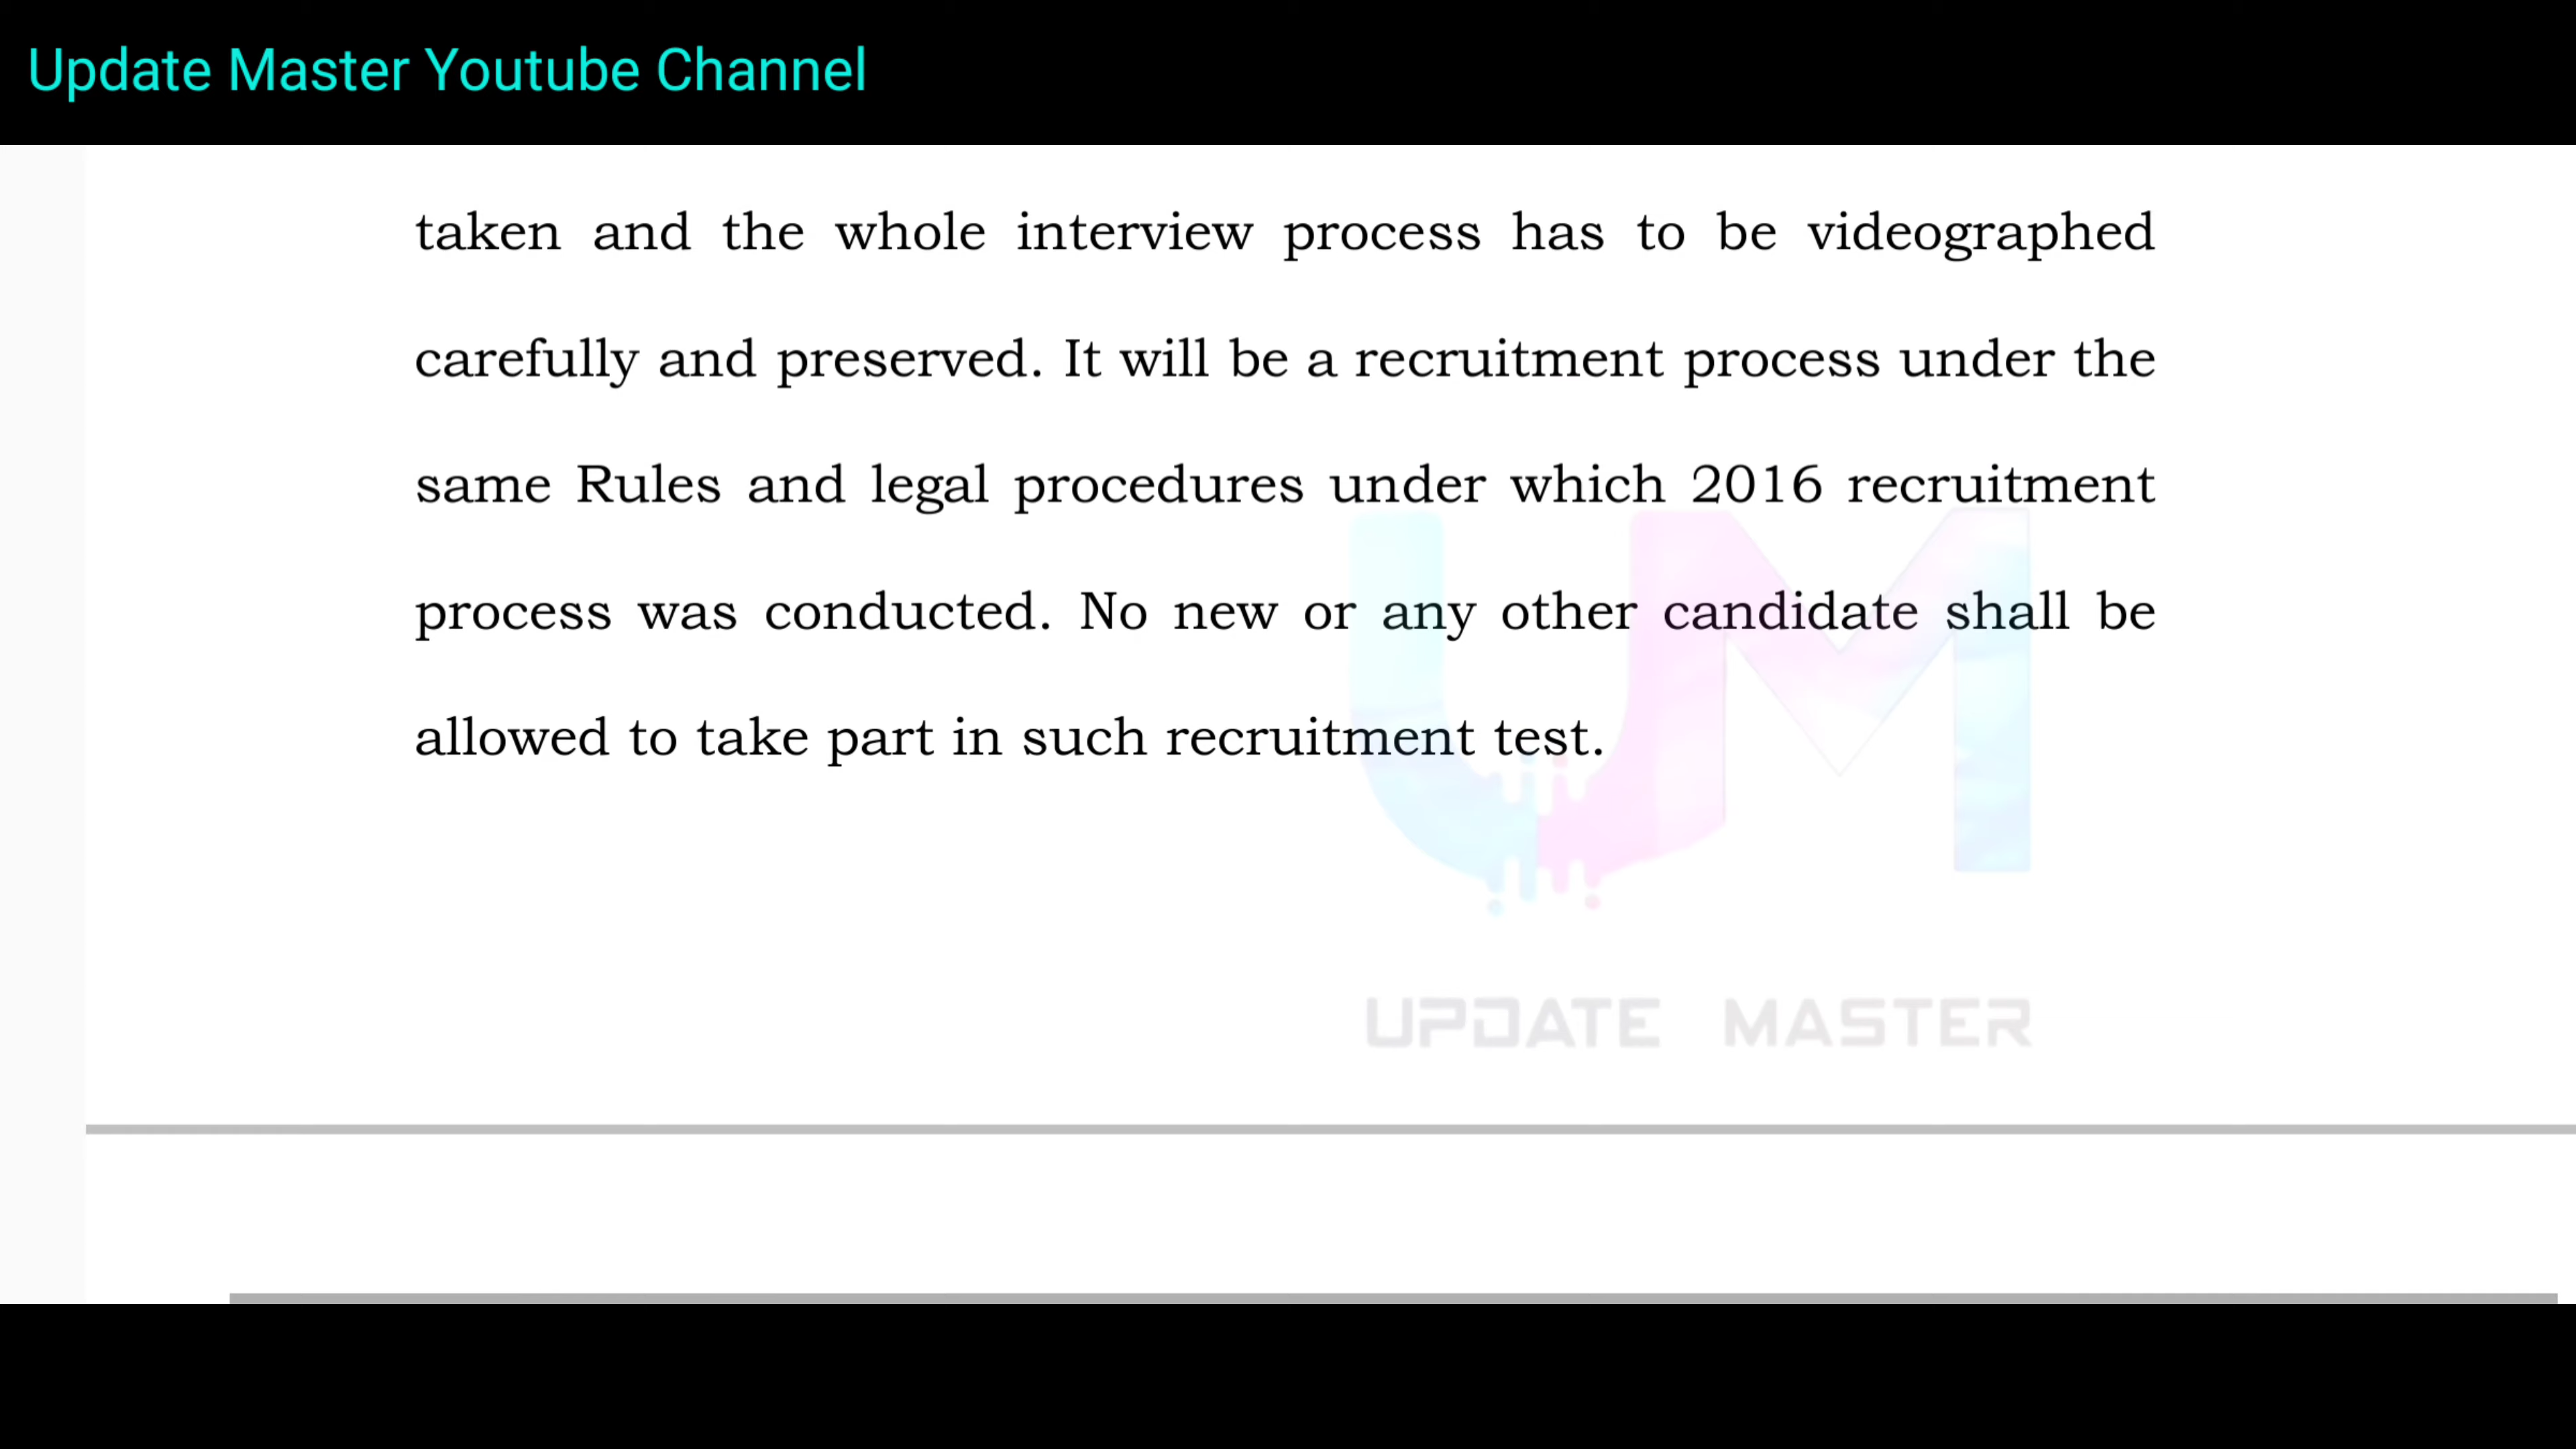 Update Master Youtube Channel
taken and the whole interview process has to be videographed
carefully and preserved. It will be a recruitment process under the
same Rules and legal procedures under which 2016 recruitment
process was conducted. No new or any other candidate shall be
allowed to take part in such recruitment test.
UM
UPDATE MASTER